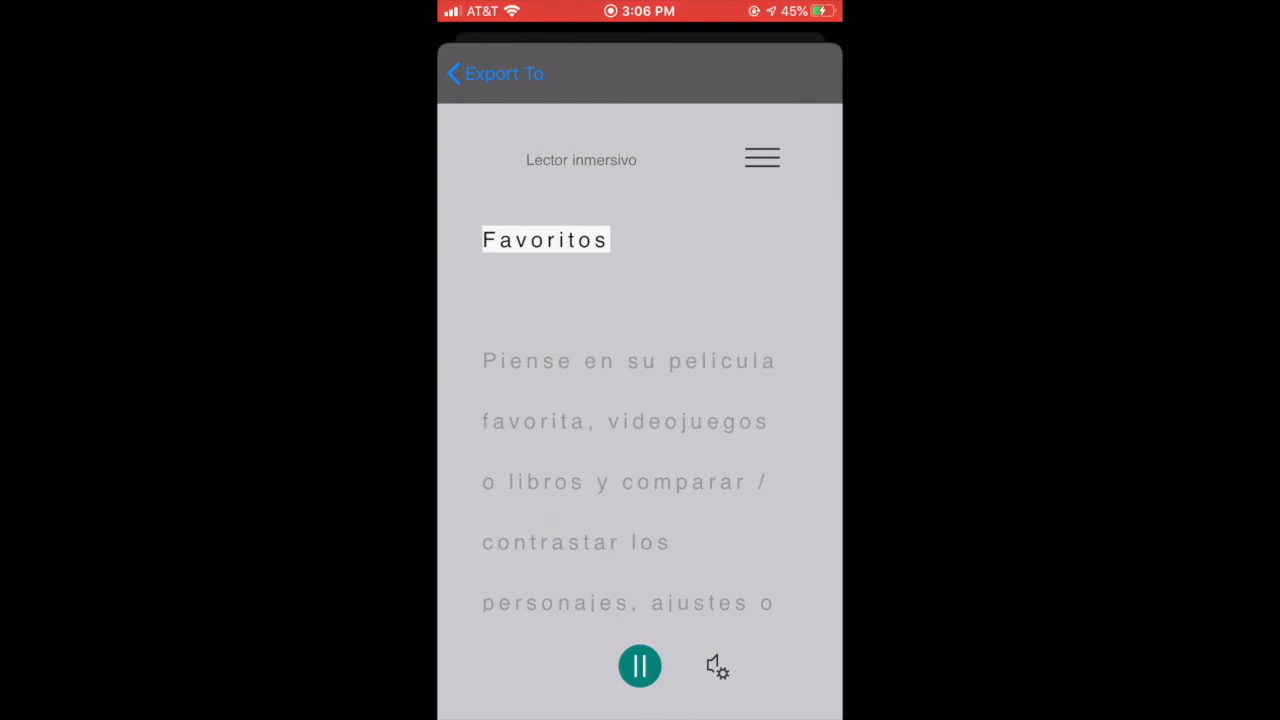 AT&T 3:06 PM 45%
Export To
Lector inmersivo
Favoritos
Piense en su película
favorita, videojuegos
o libros y comparar /
contrastar los
personajes, ajustes o